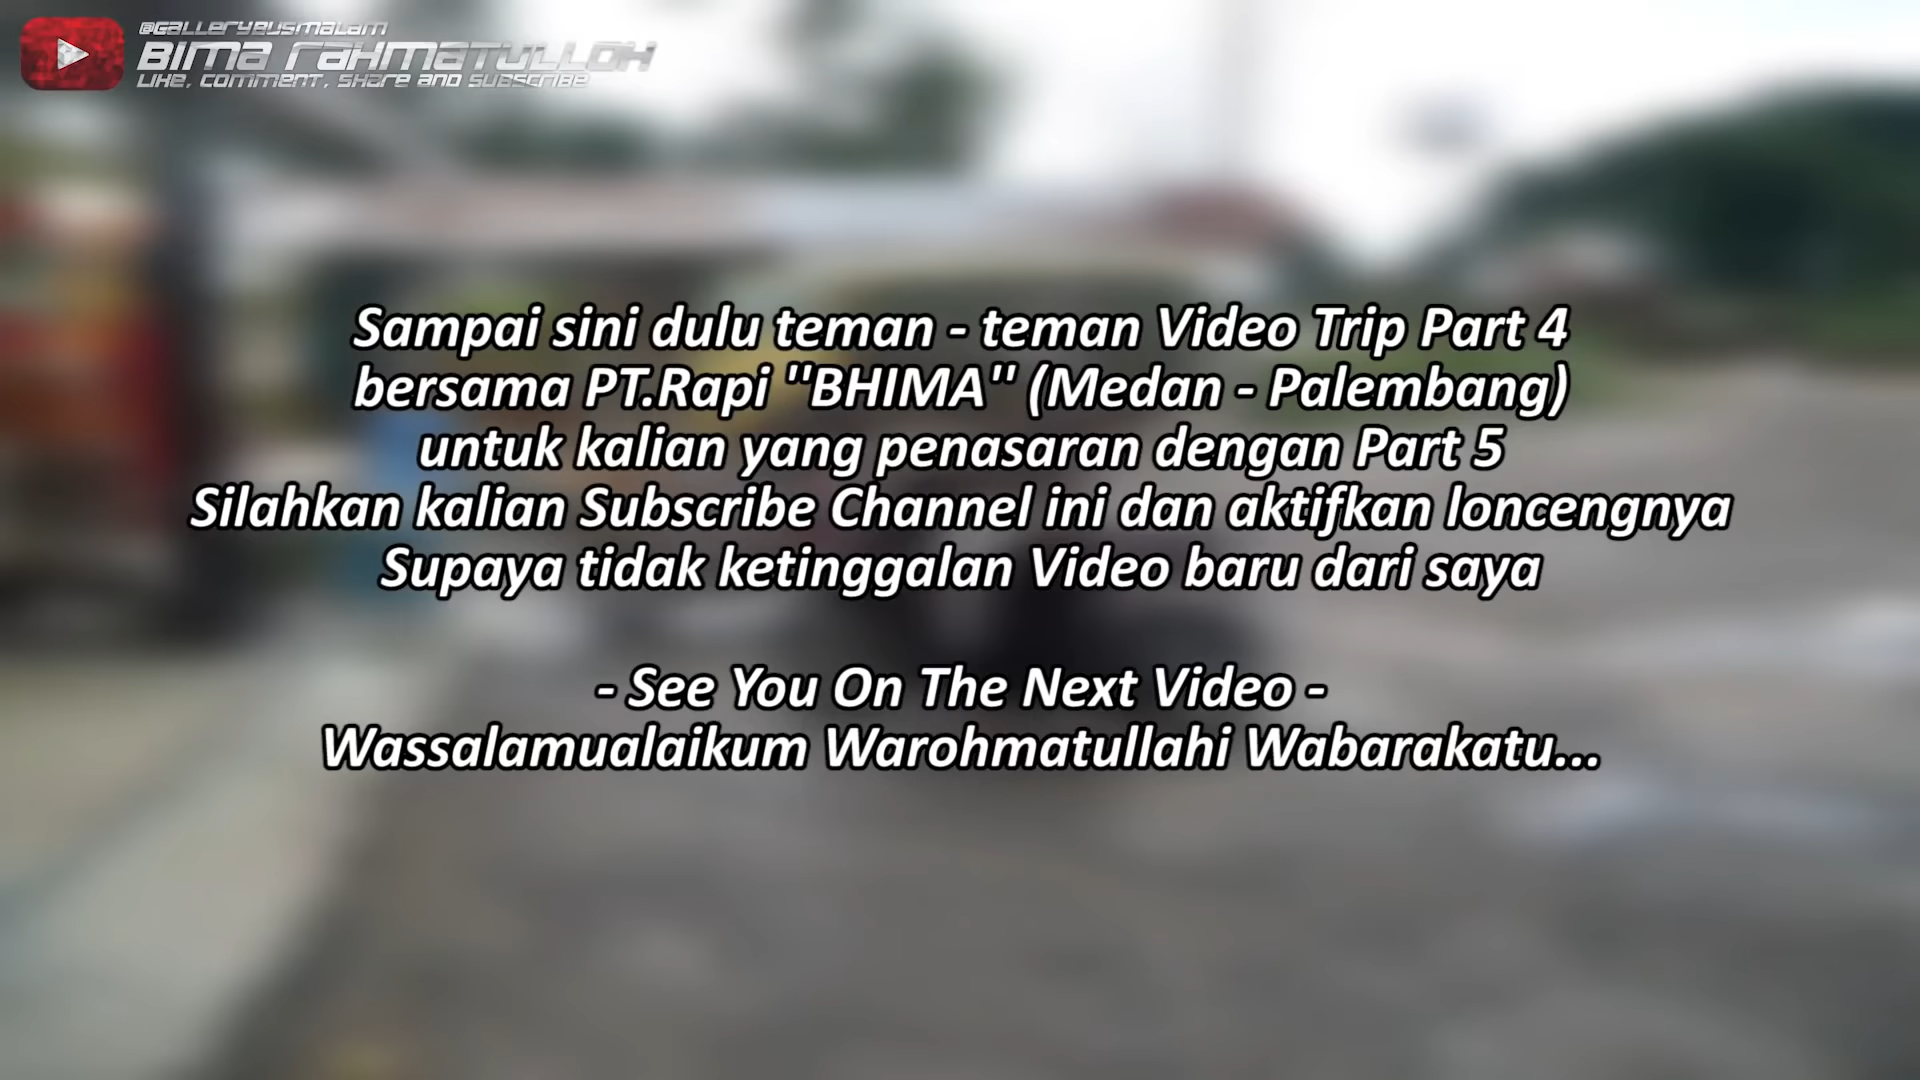 @GALLERYBUSMALAM
BIMA RAHMATULLOH
LIKE, COMMENT, SHARE AND SUBSCRIBE
Sampai sini dulu teman - teman Video Trip Part 4
bersama PT.Rapi "BHIMA" (Medan - Palembang)
untuk kalian yang penasaran dengan Part 5
Silahkan kalian Subscribe Channel ini dan aktifkan loncengnya
Supaya tidak ketinggalan Video baru dari saya
- See You On The Next Video -
Wassalamualaikum Warohmatullahi Wabarakatu...